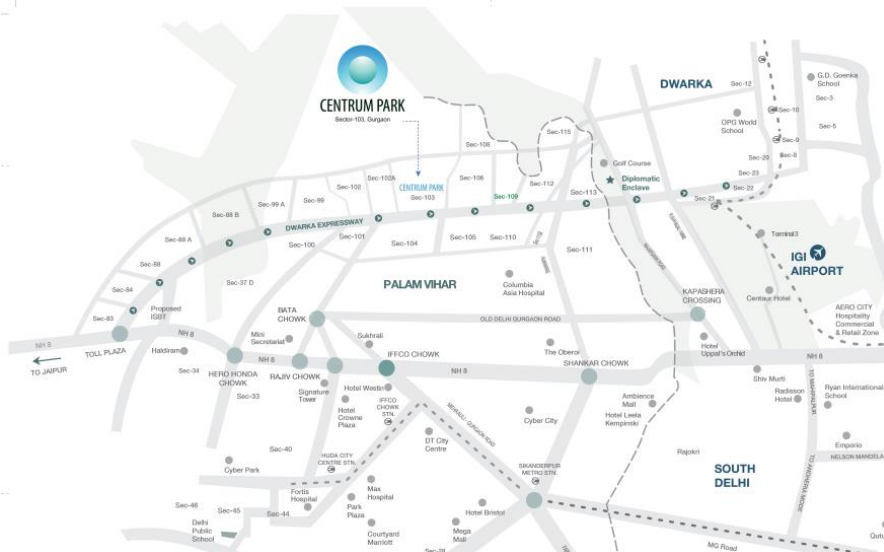 CENTRUM PARK
Sector-103, Gurgaon
DWARKA
Sec-12
G.D. Goenka
School
Sec-3
Sec-10
OPG World
School
Sec-5
Sec-115
Sec-9
Sec-108
Sec-8
Sec-20
Golf Course
Sec-23
Diplomatic
Enclave
Sec-22
Sec-21
Sec-102A
Sec-106
Sec-112
Sec-102
CENTRUM PARK
Sec-103
Sec-109
Sec-113
Sec-99
Sec-99 A
Sec-88 B
DWARKA EXPRESSWAY
Sec-88 A
Sec-101
Sec-100
Sec-104
Sec-105
Sec-110
Sec-111
Terminal3
IGI
AIRPORT
Sec-88
Sec-37 D
PALAM VIHAR
Columbia
Asia Hospital
Sec-84
KAPASHERA
CROSSING
Centaur Hotel
AERO CITY
Hospitality
Commercial
& Retail Zone
Proposed
ISBT
BATA
CHOWK
OLD DELHI GURGAON ROAD
Sec-83
NH 8
NH 8
TOLL PLAZA
TO JAIPUR
Haldiram
Mini
Secretariat
Sukhrali
IFFCO CHOWK
The Oberoi
Hotel
Uppal's Orchid
NH 8
NH 8
NH 8
SHANKAR CHOWK
Sec-34
HERO HONDA
CHOWK
RAJIV CHOWK
Signature
Tower
Hotel Westin
IFFCO
CHOWK
STN.
Hotel
Crowne
Plaza
Sec-33
MEHRAULI - GURGAON ROAD
Shiv Murti
Radisson
Hotel
Ryan International
School
Ambience
Mall
Hotel Leela
Kempinski
Cyber City
DT City
Centre
Emporio
NELSON MANDELA
Sec-40
HUDA CITY
CENTRE STN.
Cyber Park
SIKANDERPUR
METRO STN.
Rajokri
SOUTH
DELHI
Fortis
Hospital
Max
Hospital
Park
Plaza
Hotel Bristol
Sec-46
Sec-45
Sec-44
Delhi
Public
School
Courtyard
Marriott
Mega
Mall
Sec-28
MG Road